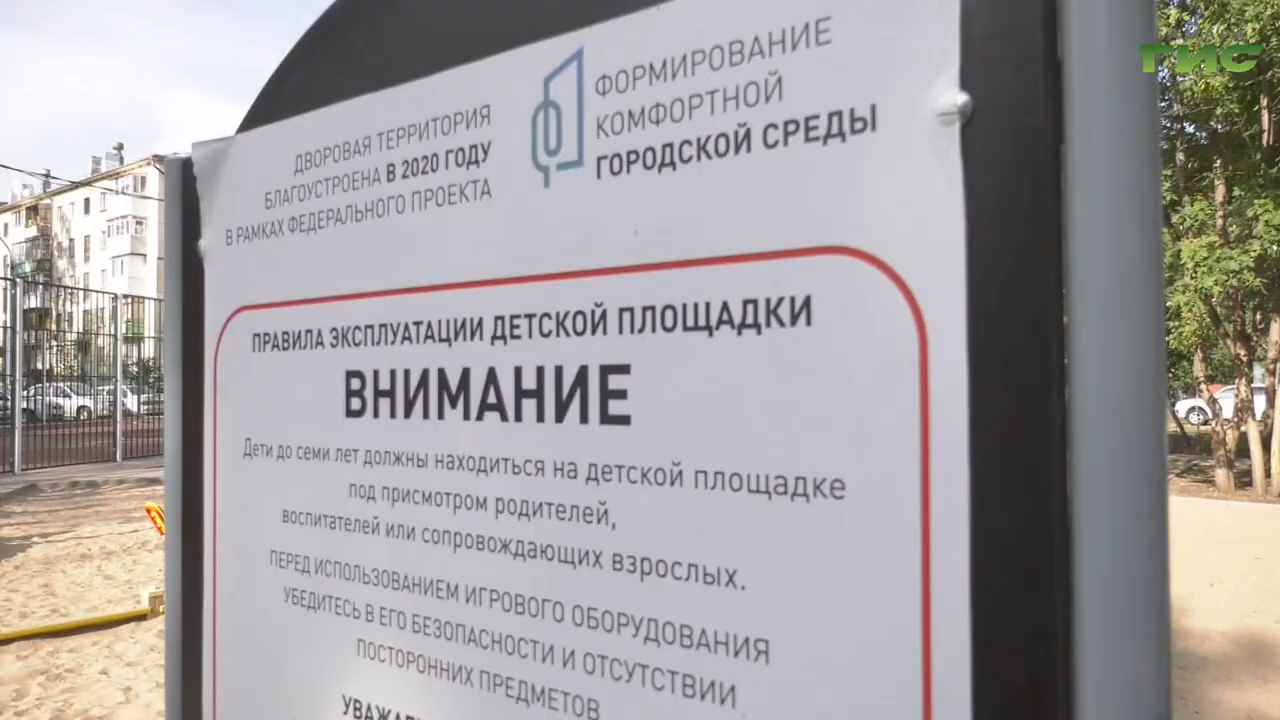 ГИС
ДВОРОВАЯ ТЕРРИТОРИЯ
БЛАГОУСТРОЕНА В 2020 ГОДУ
В РАМКАХ ФЕДЕРАЛЬНОГО ПРОЕКТА
ФОРМИРОВАНИЕ
КОМФОРТНОЙ
ГОРОДСКОЙ СРЕДЫ
ПРАВИЛА ЭКСПЛУАТАЦИИ ДЕТСКОЙ ПЛОЩАДКИ
ВНИМАНИЕ
Дети до семи лет должны находиться на детской площадке
под присмотром родителей,
воспитателей или сопровождающих взрослых.
ПЕРЕД ИСПОЛЬЗОВАНИЕМ ИГРОВОГО ОБОРУДОВАНИЯ
УБЕДИТЕСЬ В ЕГО БЕЗОПАСНОСТИ И ОТСУТСТВИИ
ПОСТОРОННИХ ПРЕДМЕТОВ